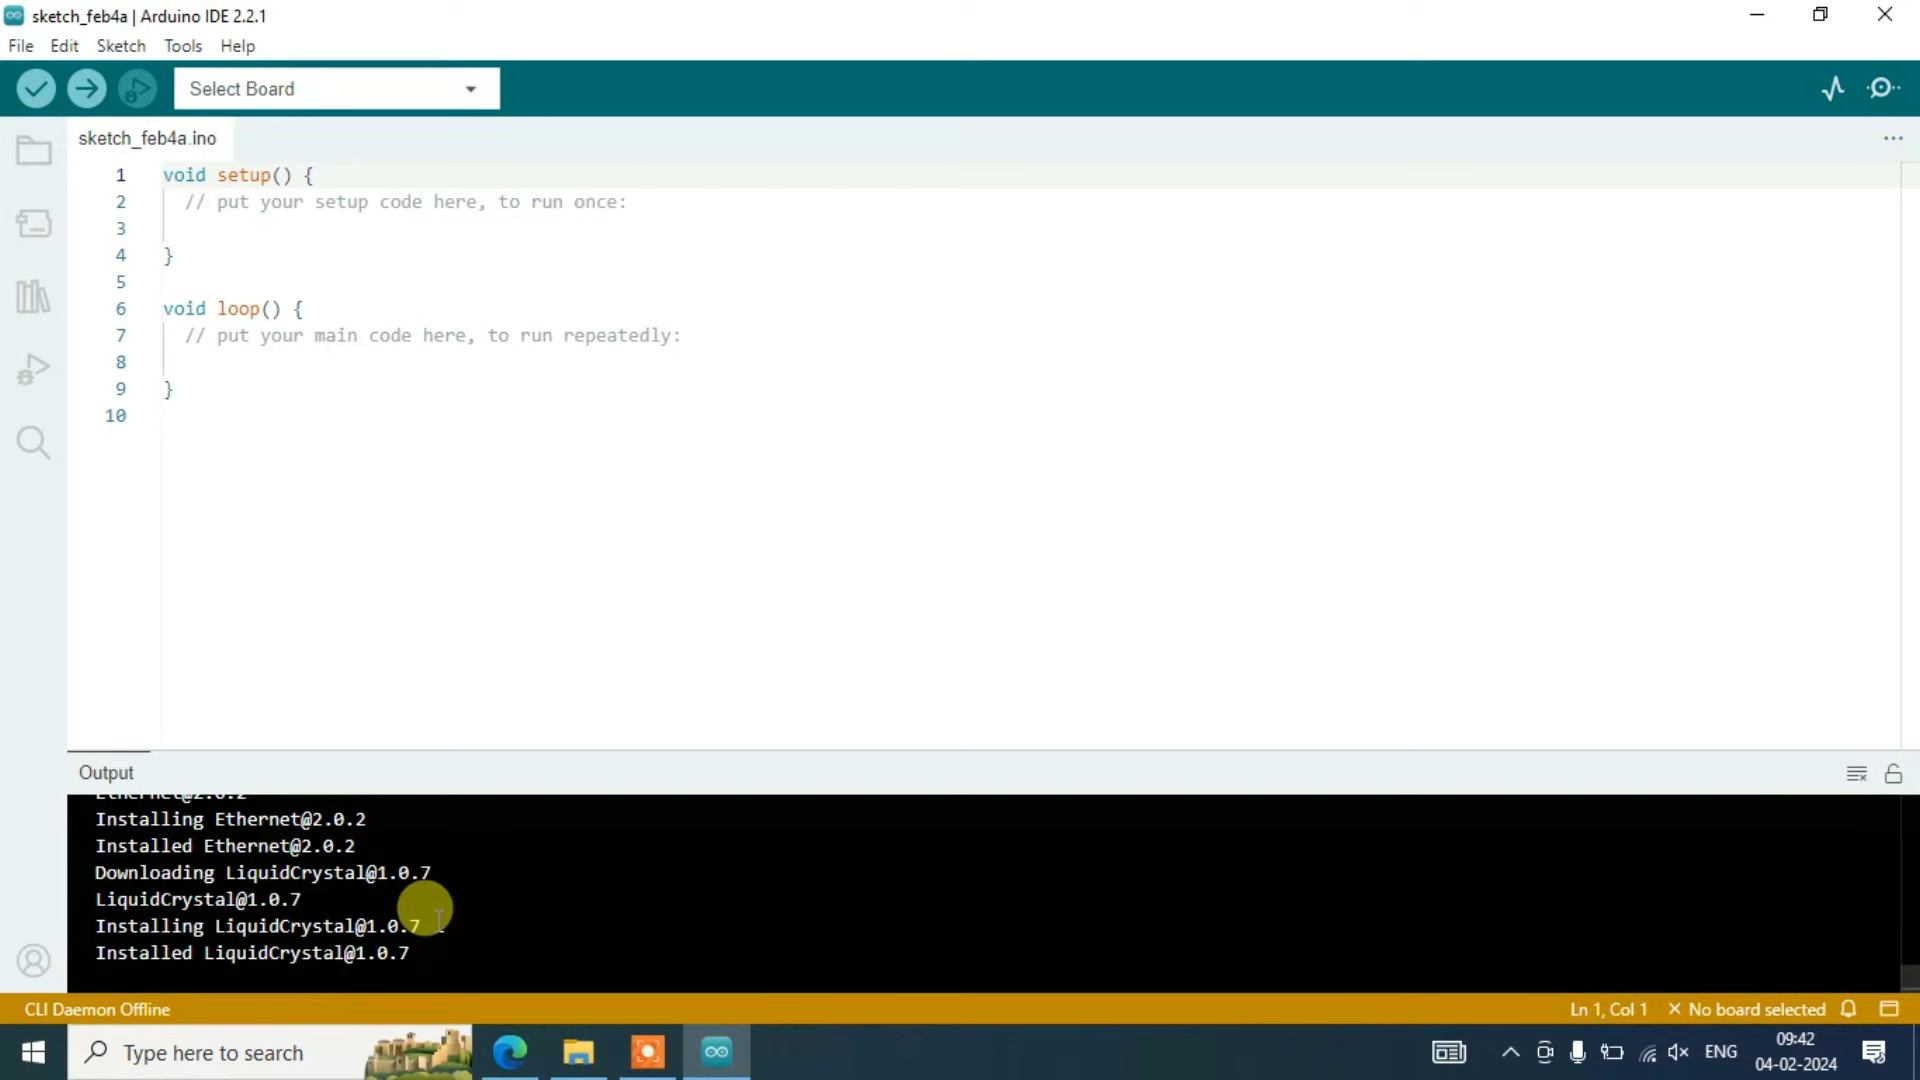 sketch_feb4a | Arduino IDE 2.2.1
File Edit Sketch Tools Help
Select Board
sketch_feb4a.ino
1 void setup() {
2 // put your setup code here, to run once:
3
4 }
5
6 void loop() {
7 // put your main code here, to run repeatedly:
8
9 }
10
Output
Ethernet@2.0.2
Installing Ethernet@2.0.2
Installed Ethernet@2.0.2
Downloading LiquidCrystal@1.0.7
LiquidCrystal@1.0.7
Installing LiquidCrystal@1.0.7
Installed LiquidCrystal@1.0.7
CLI Daemon Offline
Ln 1, Col 1 × No board selected
Type here to search
ENG
09:42
04-02-2024